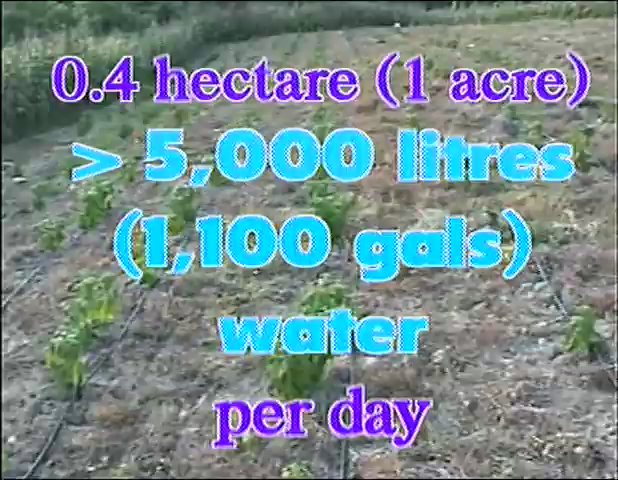 0.4 hectare (1 acre)
> 5,000 litres
(1,100 gals)
water
per day